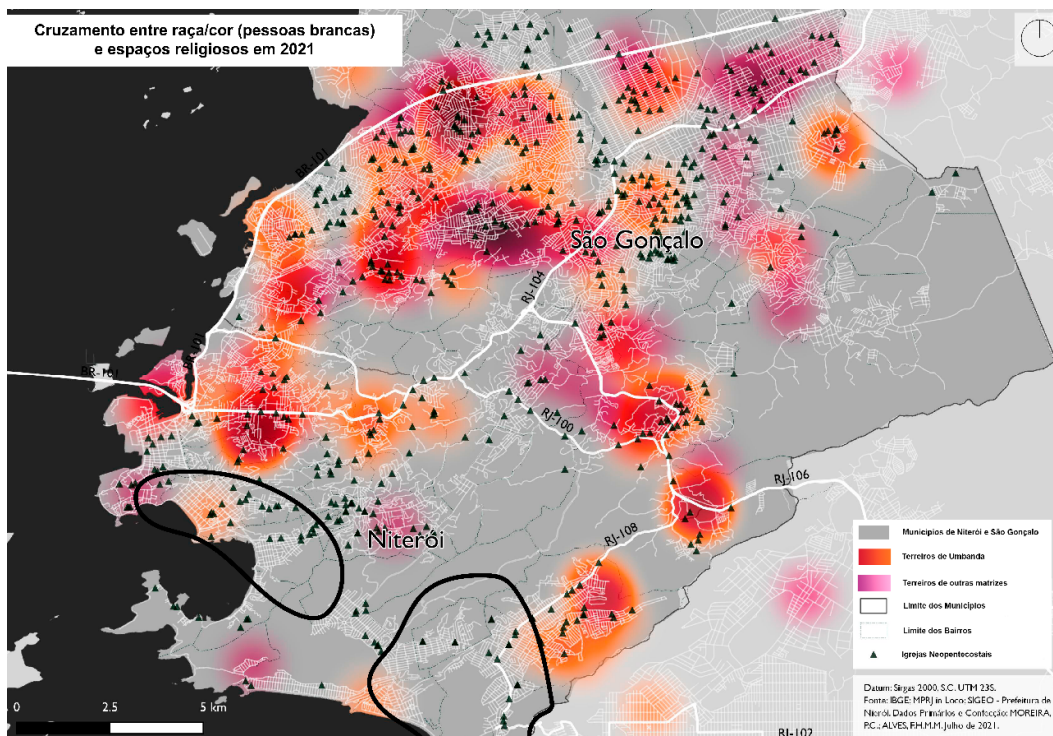 Cruzamento entre raça/cor (pessoas brancas)
e espaços religiosos em 2021
BR-101
São Gonçalo
RJ-104
BR-101
BR-101
RJ-100
RJ-106
Niterói
RJ-108
Municípios de Niterói e São Gonçalo
Terreiros de Umbanda
Terreiros de outras matrizes
Limite dos Municípios
Limite dos Bairros
Igrejas Neopentecostais
Datum: Sirgas 2000, S.C. UTM 23S.
Fonte: IBGE; MPRJ in Loco; SIGEO - Prefeitura de
Niterói. Dados Primários e Confecção: MOREIRA,
P.C.; ALVES, F.H.M.M. Julho de 2021.
0 2.5 5 km
RJ-102